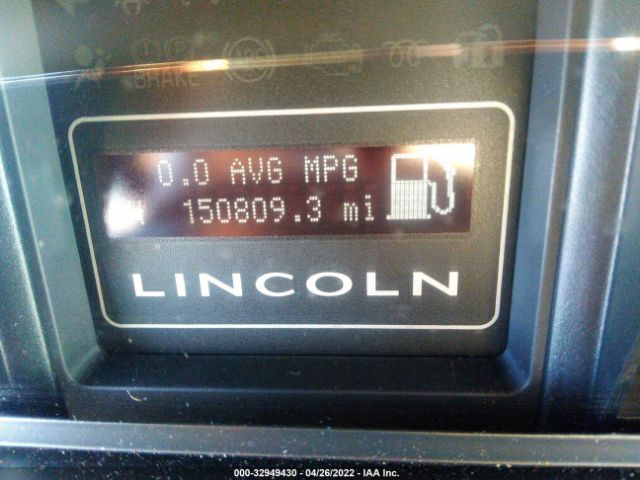 BRAKE
0.0 AVG MPG
150809.3 mi
LINCOLN
000-32949430 - 04/26/2022 - IAA Inc.